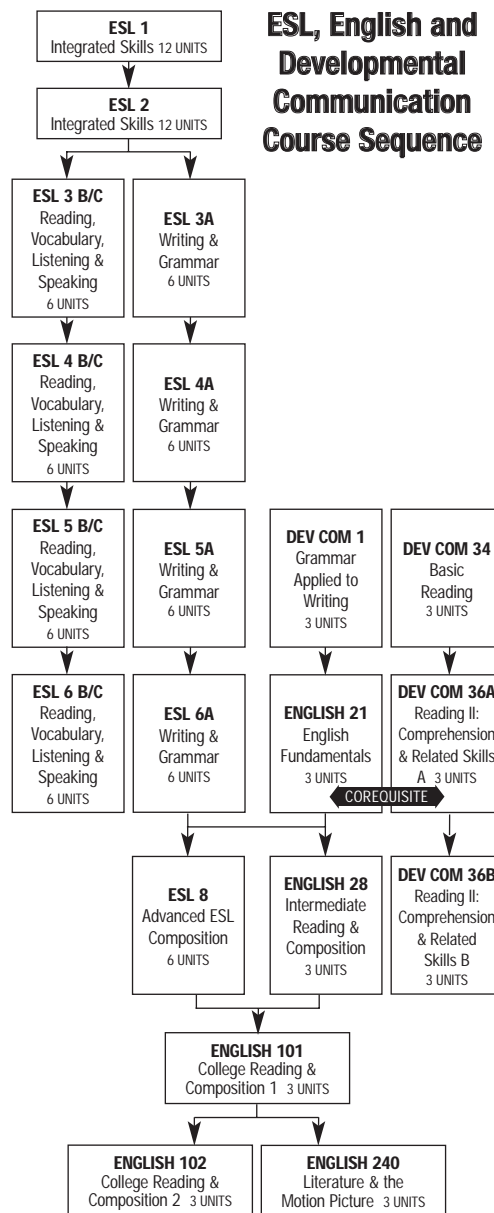 ESL, English and
Developmental
Communication
Course Sequence
ESL 1
Integrated Skills 12 UNITS
ESL 2
Integrated Skills 12 UNITS
ESL 3 B/C
Reading,
Vocabulary,
Listening &
Speaking
6 UNITS
ESL 3A
Writing &
Grammar
6 UNITS
ESL 4 B/C
Reading,
Vocabulary,
Listening &
Speaking
6 UNITS
ESL 4A
Writing &
Grammar
6 UNITS
ESL 5 B/C
Reading,
Vocabulary,
Listening &
Speaking
6 UNITS
ESL 5A
Writing &
Grammar
6 UNITS
DEV COM 1
Grammar
Applied to
Writing
3 UNITS
DEV COM 34
Basic
Reading
3 UNITS
ESL 6 B/C
Reading,
Vocabulary,
Listening &
Speaking
6 UNITS
ESL 6A
Writing &
Grammar
6 UNITS
ENGLISH 21
English
Fundamentals
3 UNITS
DEV COM 36A
Reading II:
Comprehension
& Related Skills
A 3 UNITS
COREQUISITE
ESL 8
Advanced ESL
Composition
6 UNITS
ENGLISH 28
Intermediate
Reading &
Composition
3 UNITS
DEV COM 36B
Reading II:
Comprehension
& Related
Skills B
3 UNITS
ENGLISH 101
College Reading &
Composition 1 3 UNITS
ENGLISH 102
College Reading &
Composition 2 3 UNITS
ENGLISH 240
Literature & the
Motion Picture 3 UNITS